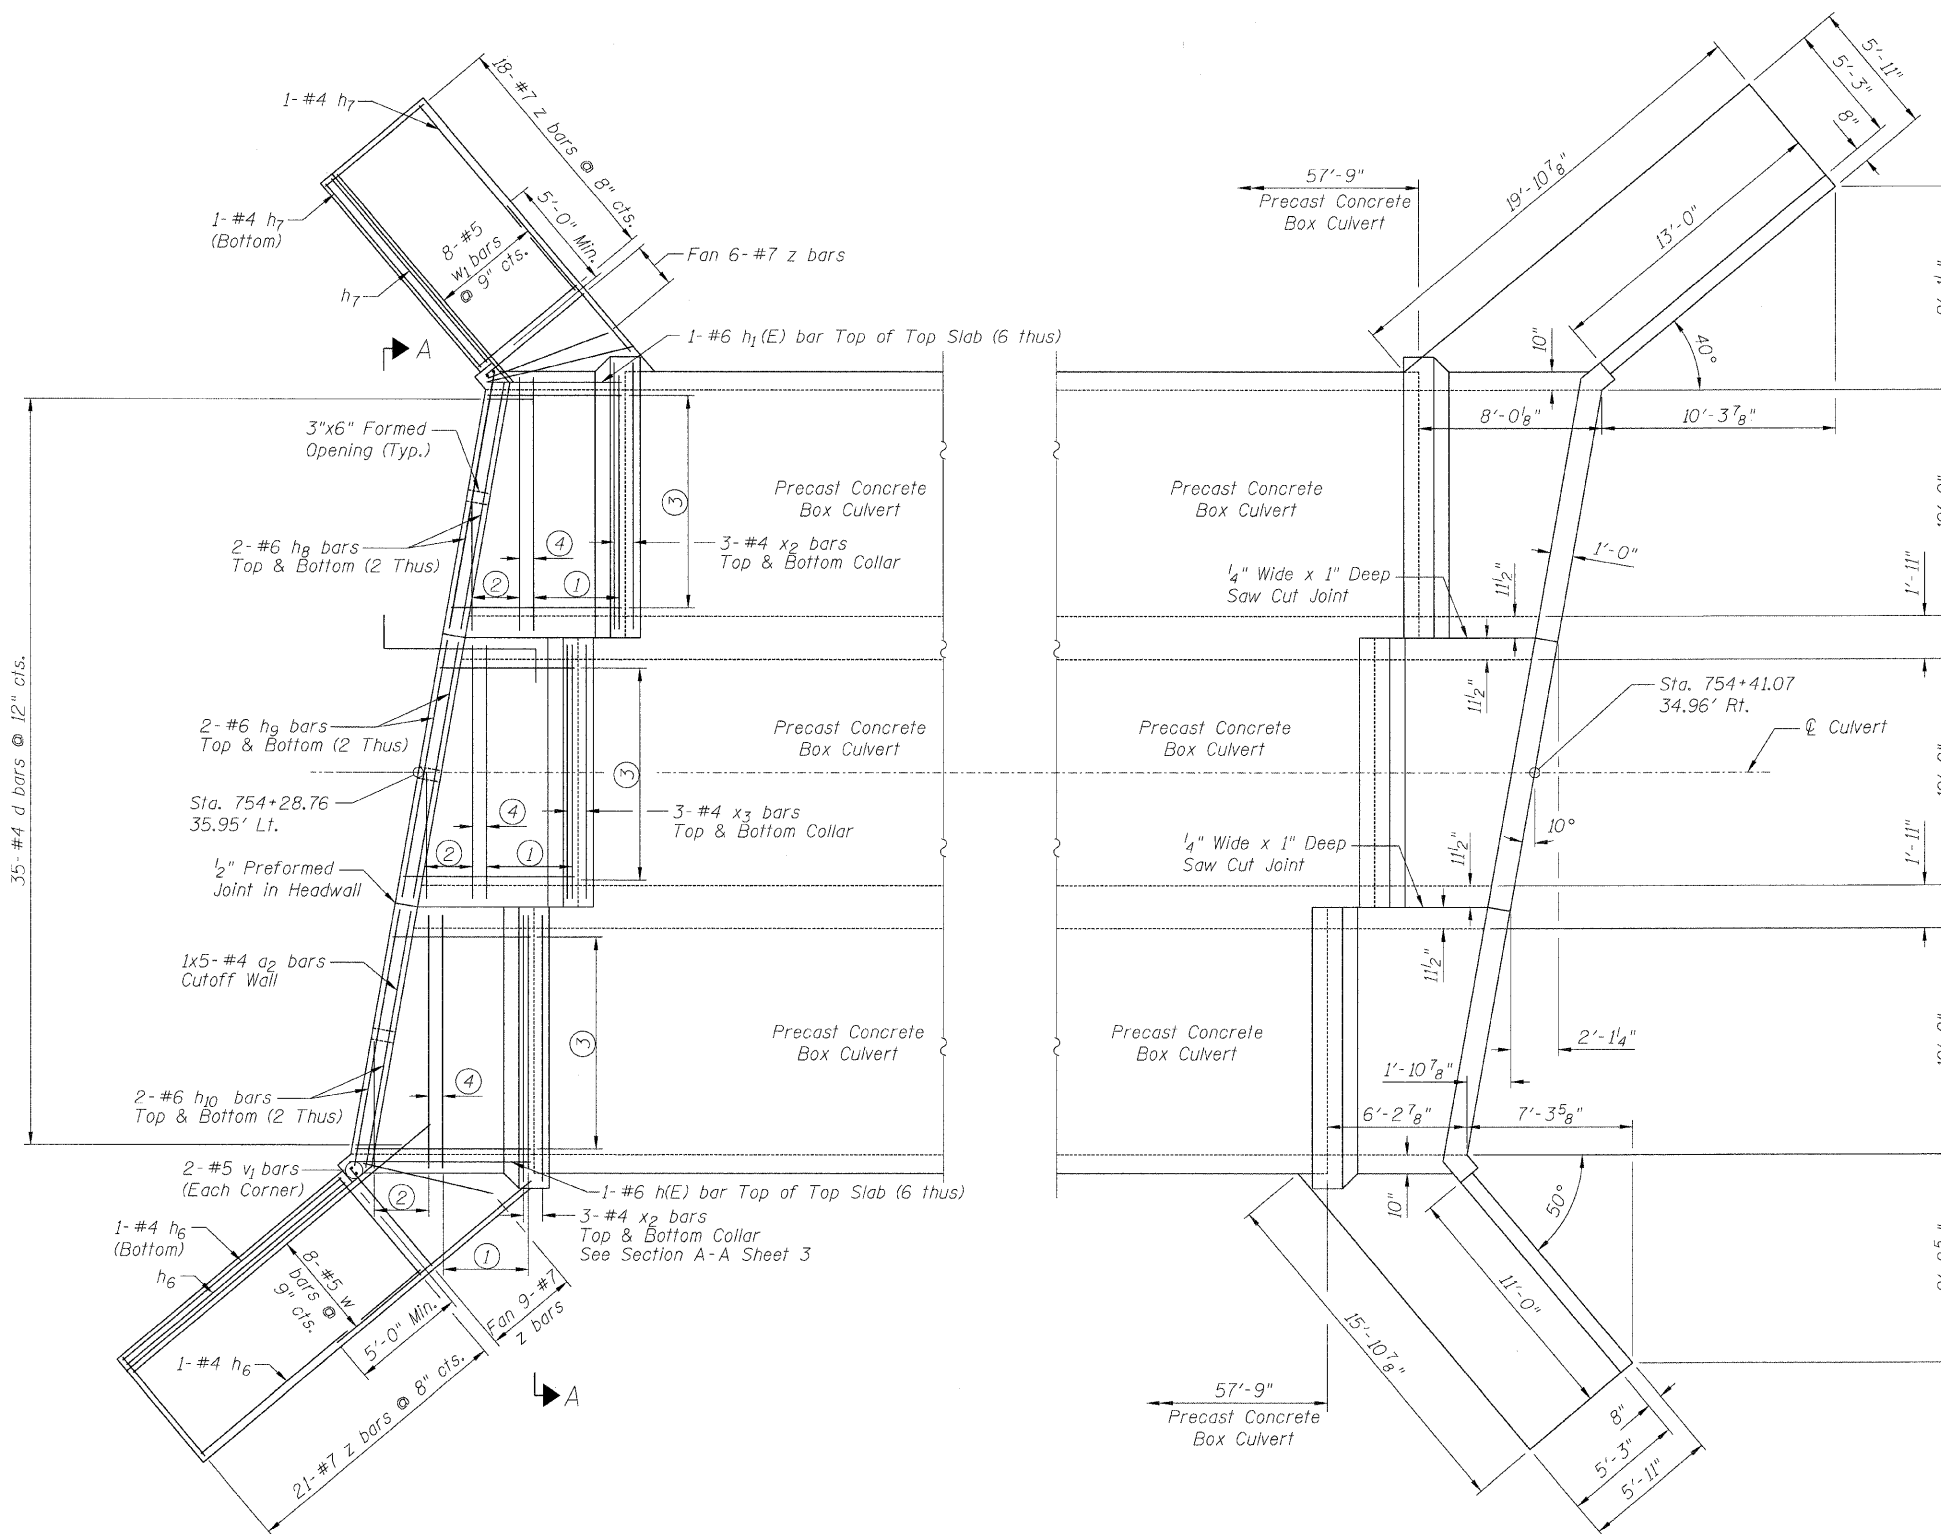 18-#7 z bars @ 8" cts.
1-#4 h7
5'-0" Min.
1-#4 h7
(Bottom)
8-#5
w1 bars
@ 9" cts.
h7
Fan 6-#7 z bars
A
1-#6 h1(E) bar Top of Top Slab (6 thus)
3"x6" Formed
Opening (Typ.)
3
Precast Concrete
Box Culvert
2-#6 h8 bars
Top & Bottom (2 Thus)
4
2
1
3-#4 x2 bars
Top & Bottom Collar
35-#4 d bars @ 12" cts.
2-#6 h9 bars
Top & Bottom (2 Thus)
Precast Concrete
Box Culvert
3
Sta. 754+28.76
35.95' Lt.
4
2
1
3-#4 x3 bars
Top & Bottom Collar
1/2" Preformed
Joint in Headwall
1x5-#4 a2 bars
Cutoff Wall
3
Precast Concrete
Box Culvert
4
2-#6 h10 bars
Top & Bottom (2 Thus)
2-#5 v1 bars
(Each Corner)
2
1-#6 h(E) bar Top of Top Slab (6 thus)
3-#4 x2 bars
Top & Bottom Collar
See Section A-A Sheet 3
1-#4 h6
(Bottom)
h6
8-#5 w
bars @
9" cts.
1
Fan 9-#7
z bars
5'-0" Min.
1-#4 h6
21-#7 z bars @ 8" cts.
A
5'-11"
5'-3"
8"
57'-9"
Precast Concrete
Box Culvert
19'-10 7/8"
13'-0"
10"
40°
8'-0 1/8"
10'-3 7/8"
Precast Concrete
Box Culvert
1/4" Wide x 1" Deep
Saw Cut Joint
11 1/2"
1'-0"
1'-11"
11 1/2"
Sta. 754+41.07
34.96' Rt.
Precast Concrete
Box Culvert
℄ Culvert
10°
1/4" Wide x 1" Deep
Saw Cut Joint
11 1/2"
1'-11"
11 1/2"
Precast Concrete
Box Culvert
2'-1 1/4"
1'-10 7/8"
6'-2 7/8"
7'-3 5/8"
10"
50°
11'-0"
15'-10 7/8"
57'-9"
Precast Concrete
Box Culvert
8"
5'-3"
5'-11"